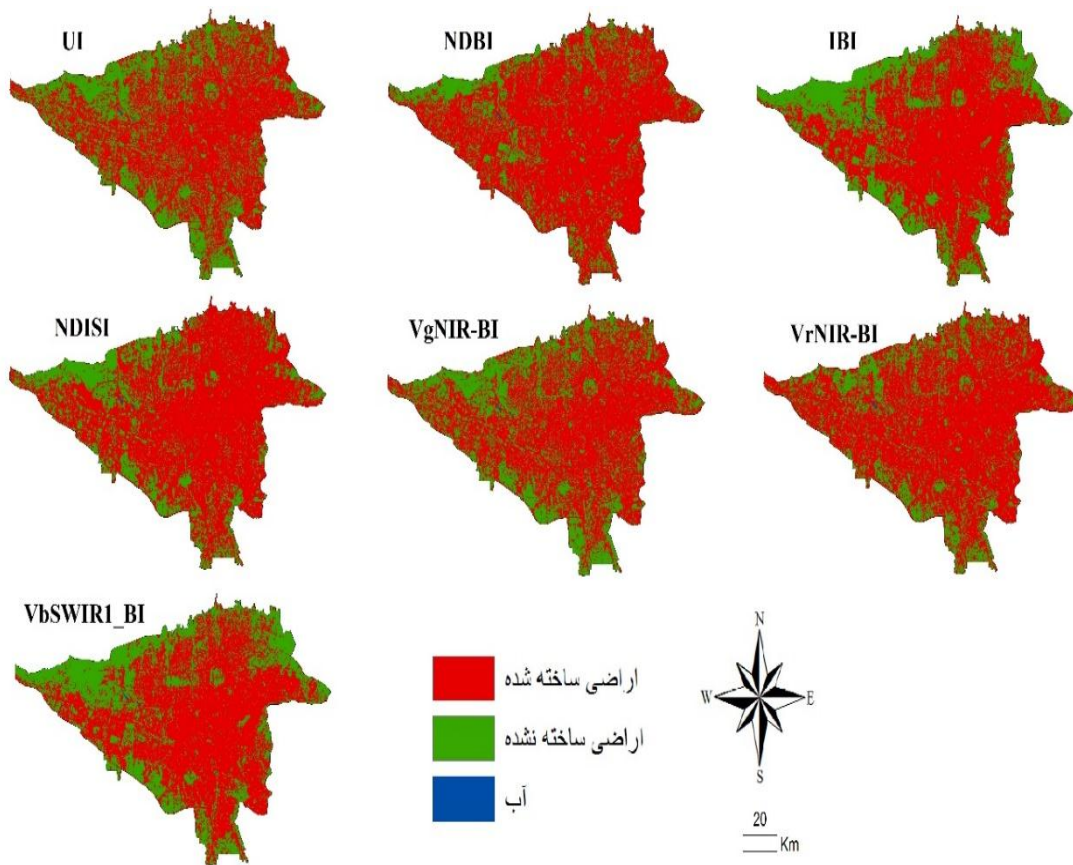 UI
NDBI
IBI
NDISI
VgNIR-BI
VrNIR-BI
VbSWIR1_BI
اراضی ساخته شده
اراضی ساخته نشده
آب
N
W
E
S
20
Km